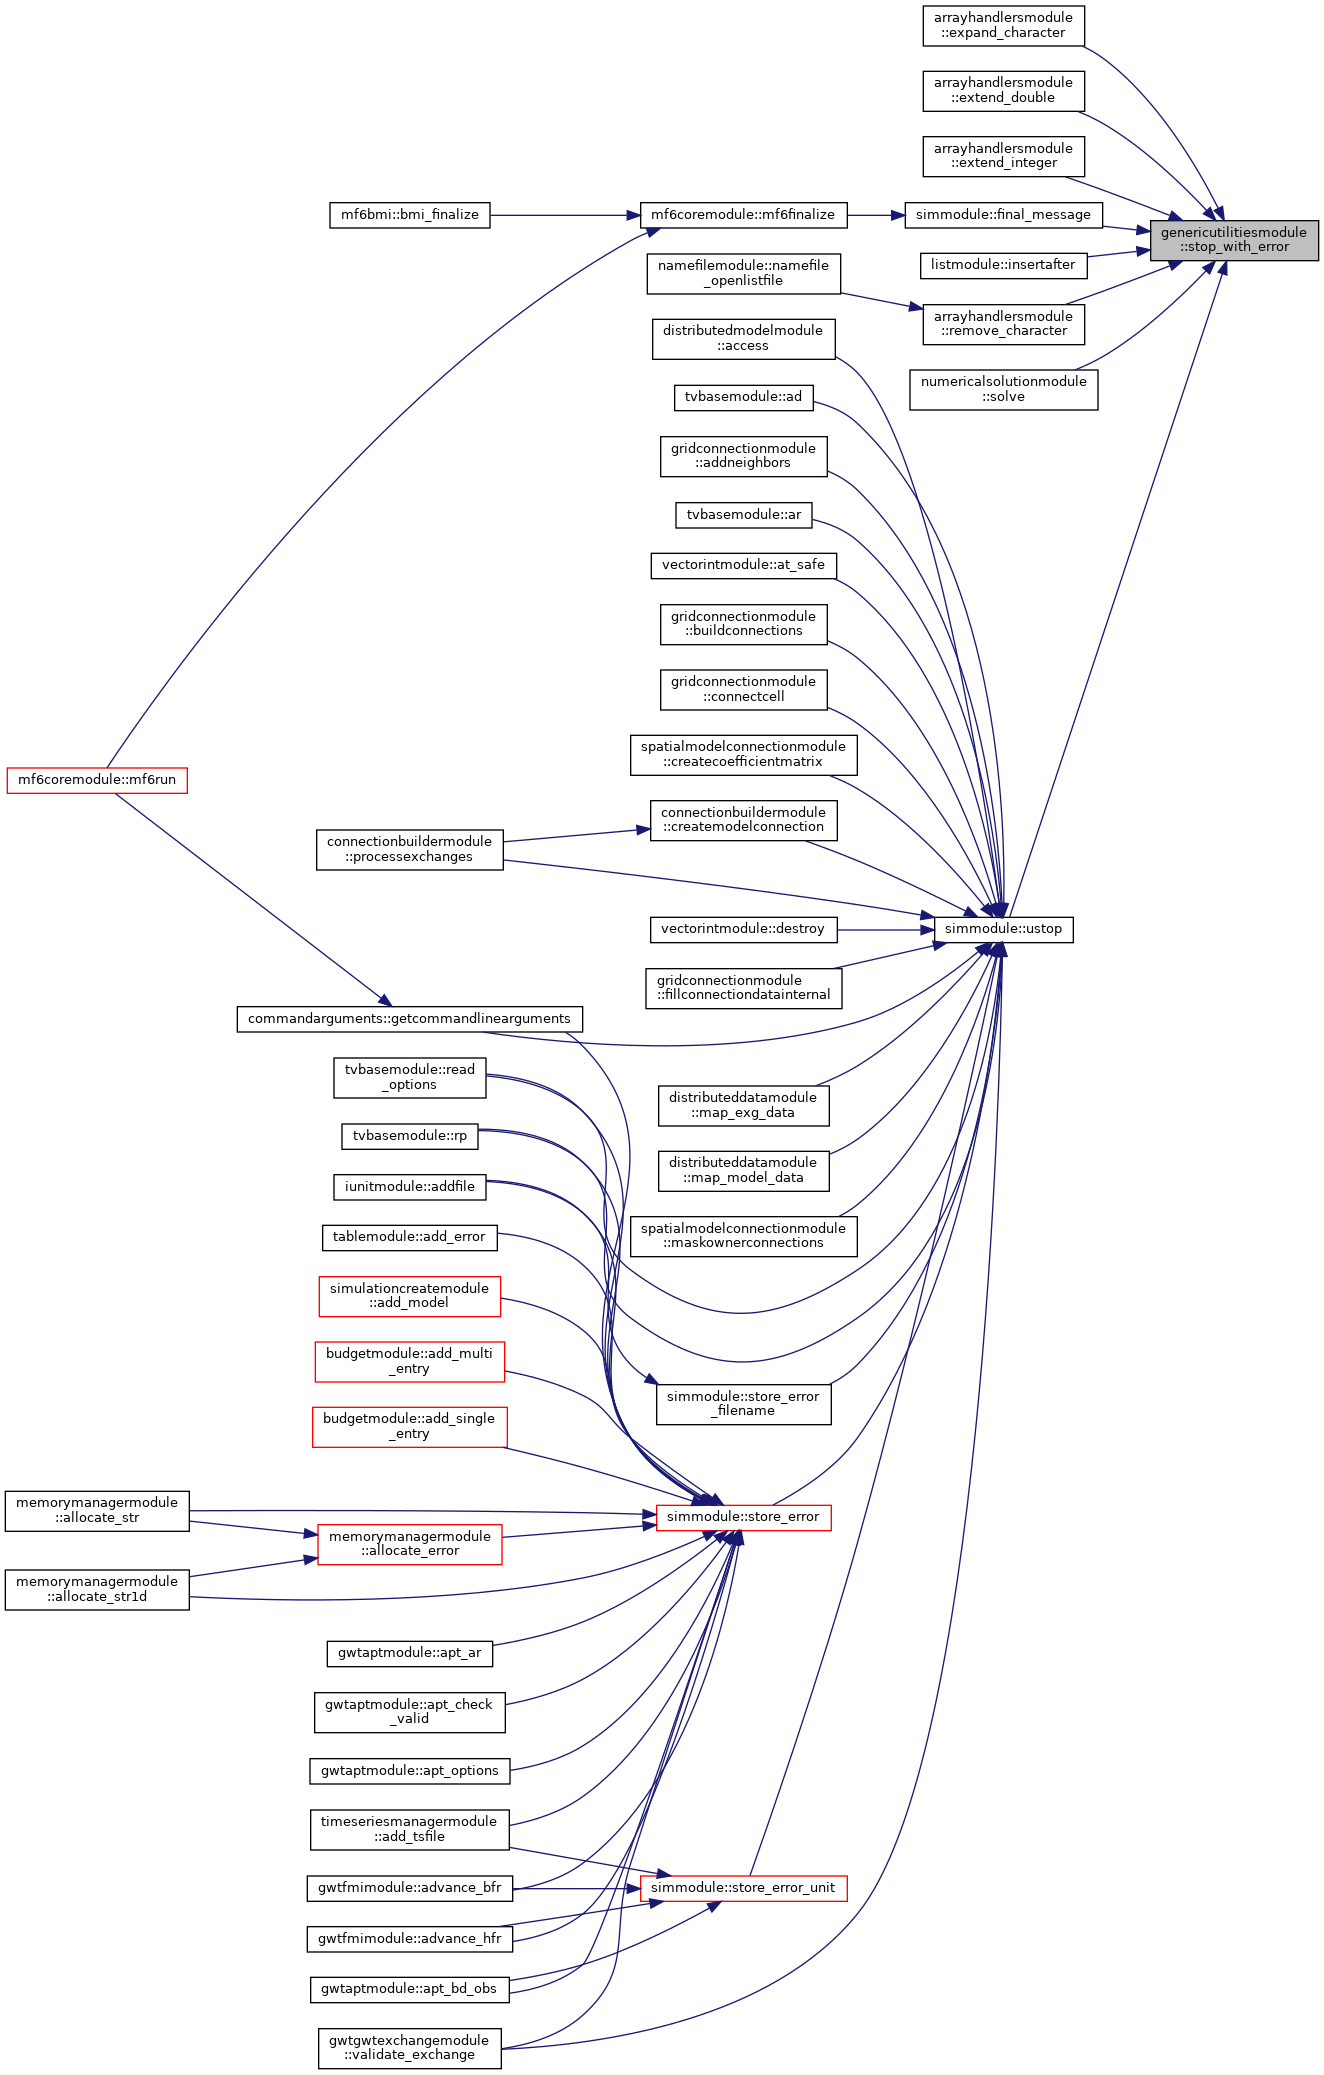 arrayhandlersmodule
::expand_character
arrayhandlersmodule
::extend_double
arrayhandlersmodule
::extend_integer
mf6bmi::bmi_finalize
mf6coremodule::mf6finalize
simmodule::final_message
genericutilitiesmodule
::stop_with_error
listmodule::insertafter
namefilemodule::namefile
_openlistfile
arrayhandlersmodule
::remove_character
distributedmodelmodule
::access
numericalsolutionmodule
::solve
tvbasemodule::ad
gridconnectionmodule
::addneighbors
tvbasemodule::ar
vectorintmodule::at_safe
gridconnectionmodule
::buildconnections
gridconnectionmodule
::connectcell
spatialmodelconnectionmodule
::createcoefficientmatrix
mf6coremodule::mf6run
connectionbuildermodule
::createmodelconnection
connectionbuildermodule
::processexchanges
vectorintmodule::destroy
simmodule::ustop
gridconnectionmodule
::fillconnectiondatainternal
commandarguments::getcommandlinearguments
tvbasemodule::read
_options
distributeddatamodule
::map_exg_data
tvbasemodule::rp
distributeddatamodule
::map_model_data
iunitmodule::addfile
spatialmodelconnectionmodule
::maskownerconnections
tablemodule::add_error
simulationcreatemodule
::add_model
budgetmodule::add_multi
_entry
simmodule::store_error
_filename
budgetmodule::add_single
_entry
memorymanagermodule
::allocate_str
simmodule::store_error
memorymanagermodule
::allocate_error
memorymanagermodule
::allocate_str1d
gwtaptmodule::apt_ar
gwtaptmodule::apt_check
_valid
gwtaptmodule::apt_options
timeseriesmanagermodule
::add_tsfile
gwtfmimodule::advance_bfr
simmodule::store_error_unit
gwtfmimodule::advance_hfr
gwtaptmodule::apt_bd_obs
gwtgwtexchangemodule
::validate_exchange